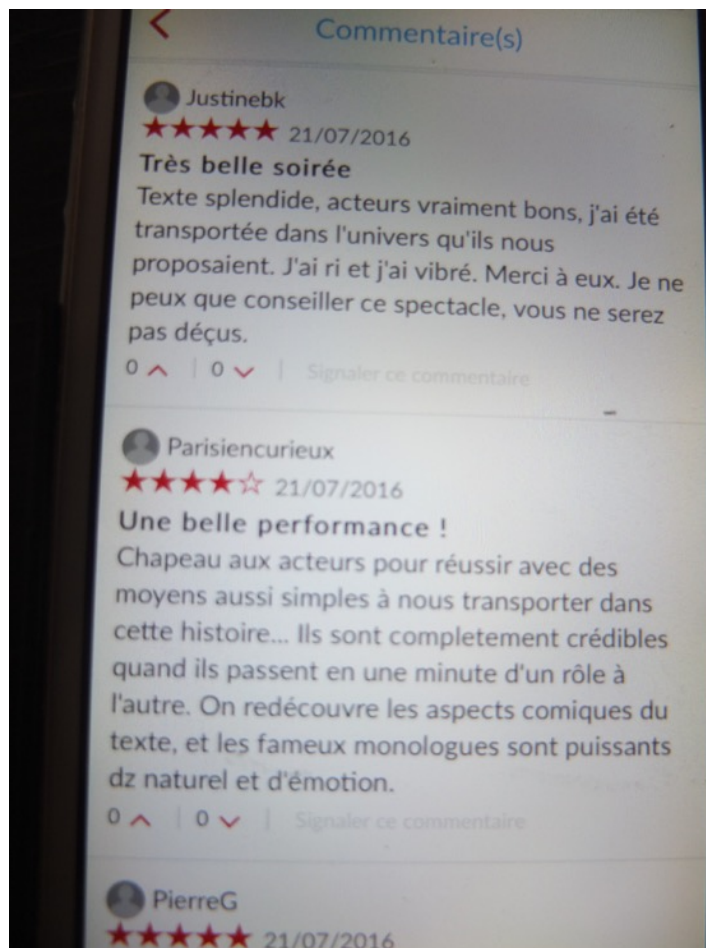 Commentaire(s)
Justinebk
★★★★★ 21/07/2016
Très belle soirée
Texte splendide, acteurs vraiment bons, j'ai été
transportée dans l'univers qu'ils nous
proposaient. J'ai ri et j'ai vibré. Merci à eux. Je ne
peux que conseiller ce spectacle, vous ne serez
pas déçus.
0 | 0 | Signaler ce commentaire
Parisiencurieux
★★★★☆ 21/07/2016
Une belle performance !
Chapeau aux acteurs pour réussir avec des
moyens aussi simples à nous transporter dans
cette histoire... Ils sont completement crédibles
quand ils passent en une minute d'un rôle à
l'autre. On redécouvre les aspects comiques du
texte, et les fameux monologues sont puissants
dz naturel et d'émotion.
0 | 0 | Signaler ce commentaire
PierreG
★★★★★ 21/07/2016